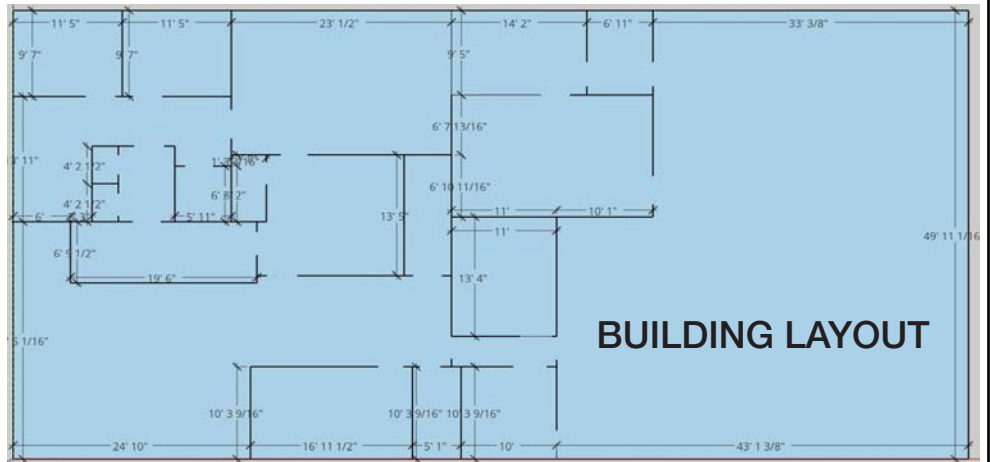 11' 5"
11' 5"
23' 1/2"
14' 2"
6' 11"
33' 3/8"
9' 7"
9' 7"
9' 5"
6' 7 13/16"
4' 2 1/2"
6' 10 11/16"
6' 8 1/2"
4' 2 1/2"
6'
5' 11"
13' 5"
11'
10' 1"
11'
49' 11 1/16
6' 9 1/2"
19' 6"
13' 4"
BUILDING LAYOUT
5 1/16"
10' 3 9/16"
10' 3 9/16"
10' 3 9/16"
24' 10"
16' 11 1/2"
5' 1"
10'
43' 1 3/8"